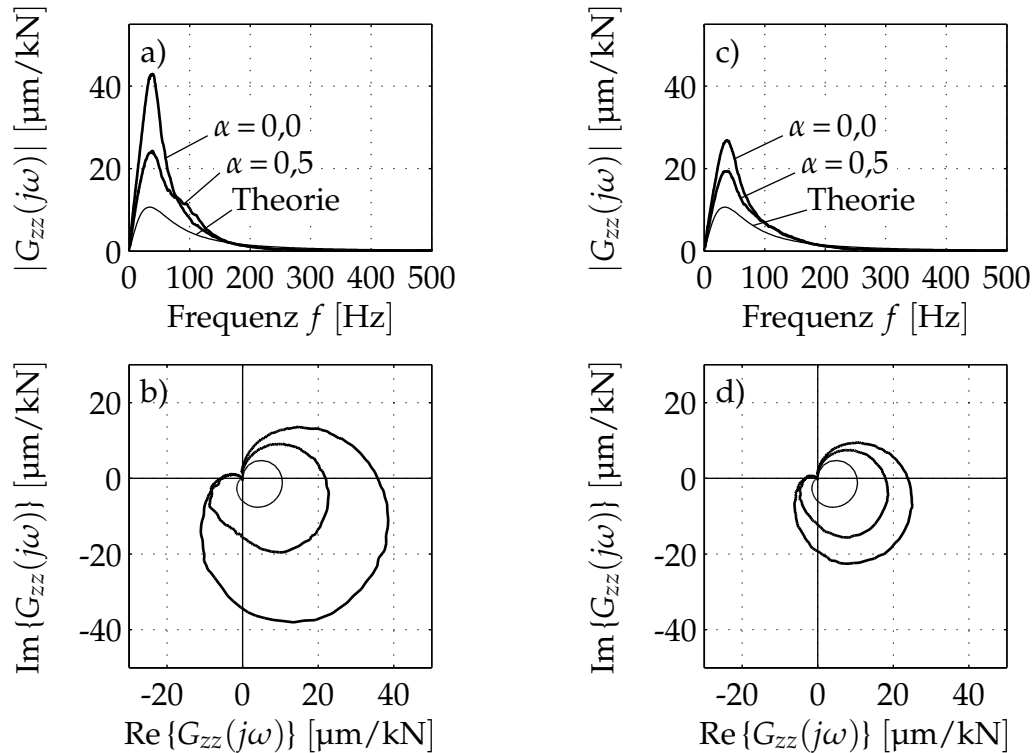 a)
|G_zz(jω)| [μm/kN]
40
20
0
α = 0,0
α = 0,5
Theorie
0 100 200 300 400 500
Frequenz f [Hz]
c)
|G_zz(jω)| [μm/kN]
40
20
0
α = 0,0
α = 0,5
Theorie
0 100 200 300 400 500
Frequenz f [Hz]
b)
Im {G_zz(jω)} [μm/kN]
20
0
-20
-40
-20 0 20 40
Re {G_zz(jω)} [μm/kN]
d)
Im {G_zz(jω)} [μm/kN]
20
0
-20
-40
-20 0 20 40
Re {G_zz(jω)} [μm/kN]